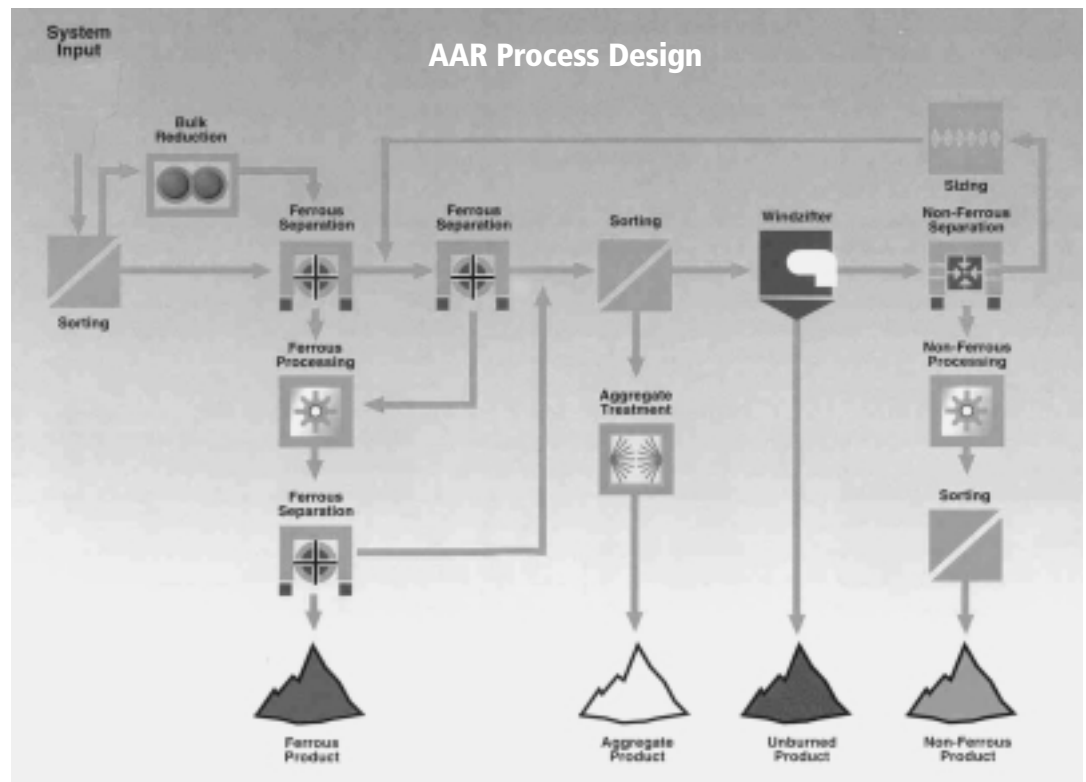 System
Input
AAR Process Design
Bulk
Reduction
Sizing
Ferrous
Separation
Ferrous
Separation
Sorting
Windzifter
Non-Ferrous
Separation
Sorting
Ferrous
Processing
Non-Ferrous
Processing
Aggregate
Treatment
Ferrous
Separation
Sorting
Ferrous
Product
Aggregate
Product
Unburned
Product
Non-Ferrous
Product